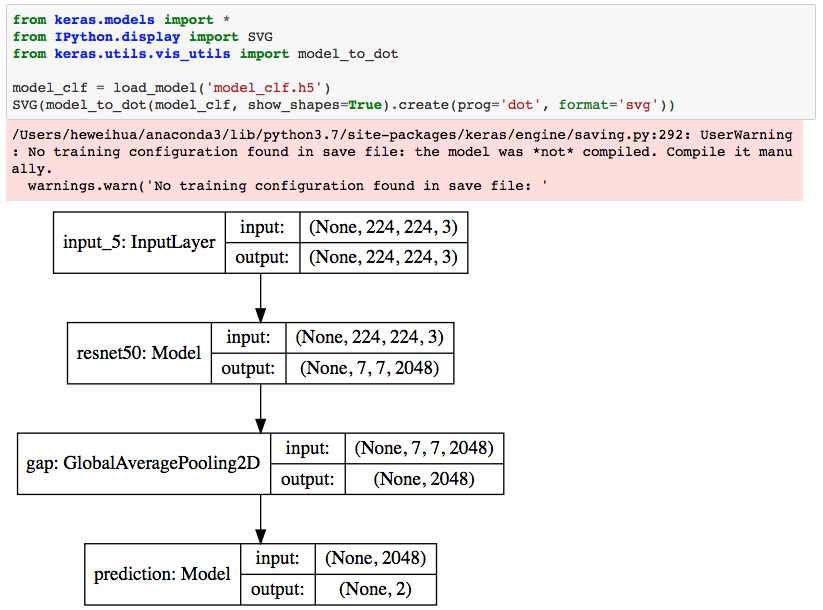 from keras.models import *
from IPython.display import SVG
from keras.utils.vis_utils import model_to_dot
model_clf = load_model('model_clf.h5')
SVG(model_to_dot(model_clf, show_shapes=True).create(prog='dot', format='svg'))
/Users/heweihua/anaconda3/lib/python3.7/site-packages/keras/engine/saving.py:292: UserWarning
: No training configuration found in save file: the model was *not* compiled. Compile it manu
ally.
warnings.warn('No training configuration found in save file: '
input_5: InputLayer
input: (None, 224, 224, 3)
output: (None, 224, 224, 3)
resnet50: Model
input: (None, 224, 224, 3)
output: (None, 7, 7, 2048)
gap: GlobalAveragePooling2D
input: (None, 7, 7, 2048)
output: (None, 2048)
prediction: Model
input: (None, 2048)
output: (None, 2)